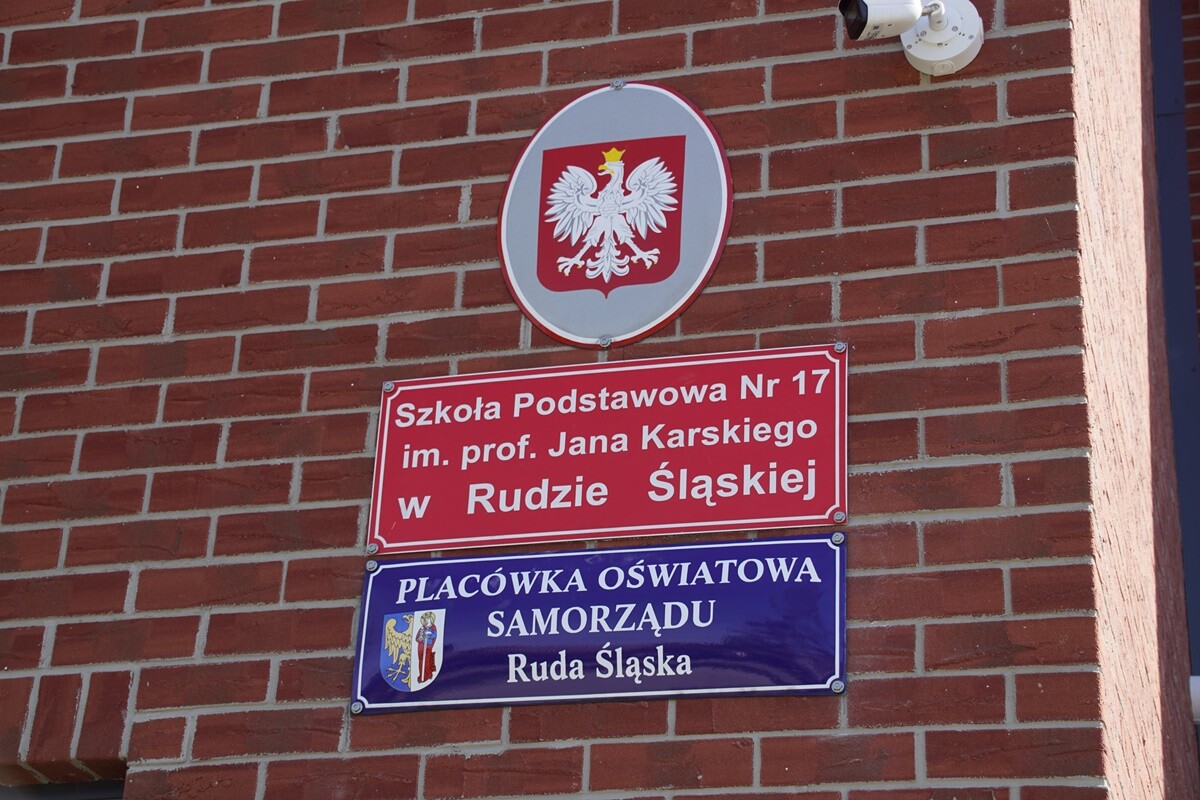 Szkoła Podstawowa Nr 17
im. prof. Jana Karskiego
w Rudzie Śląskiej
PLACÓWKA OŚWIATOWA
SAMORZĄDU
Ruda Śląska